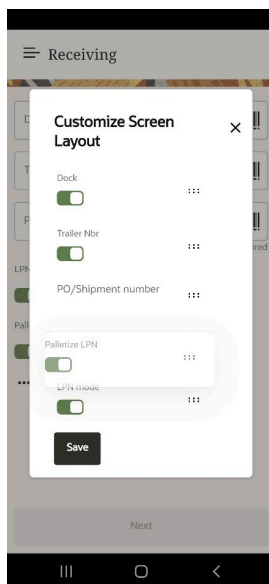 Receiving
Customize Screen
Layout
Dock
Trailer Nbr
PO/Shipment number
Palletize LPN
LPN mode
Save
Next